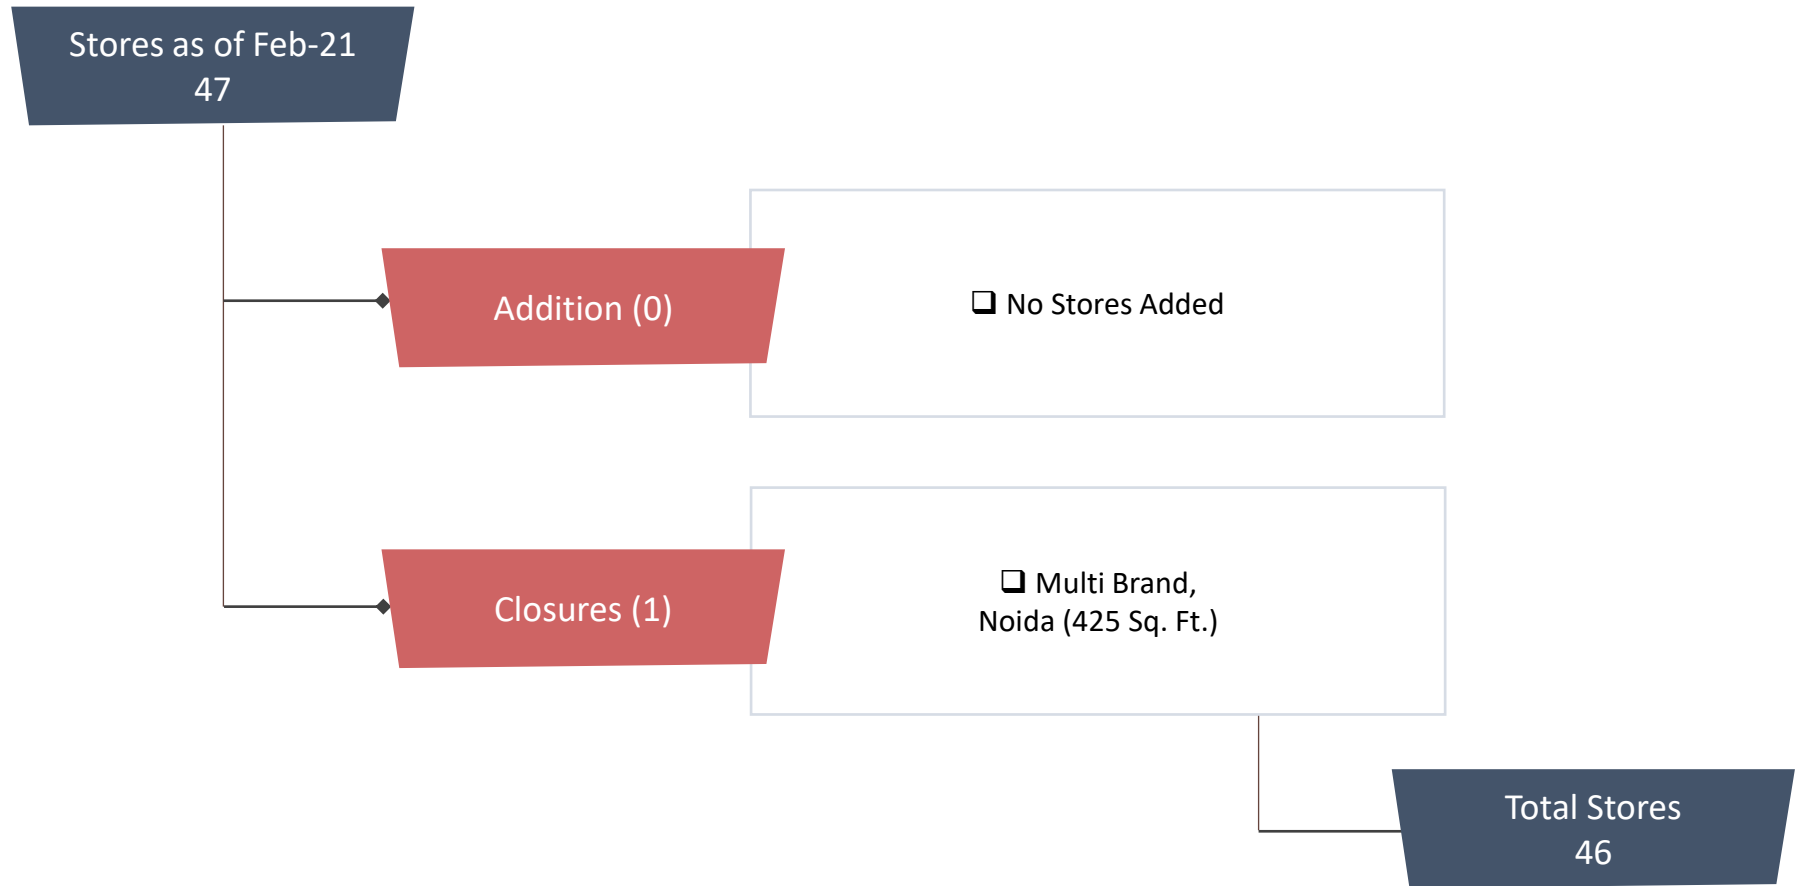 Stores as of Feb-21
47
Addition (0)
❑ No Stores Added
Closures (1)
❑ Multi Brand,
Noida (425 Sq. Ft.)
Total Stores
46